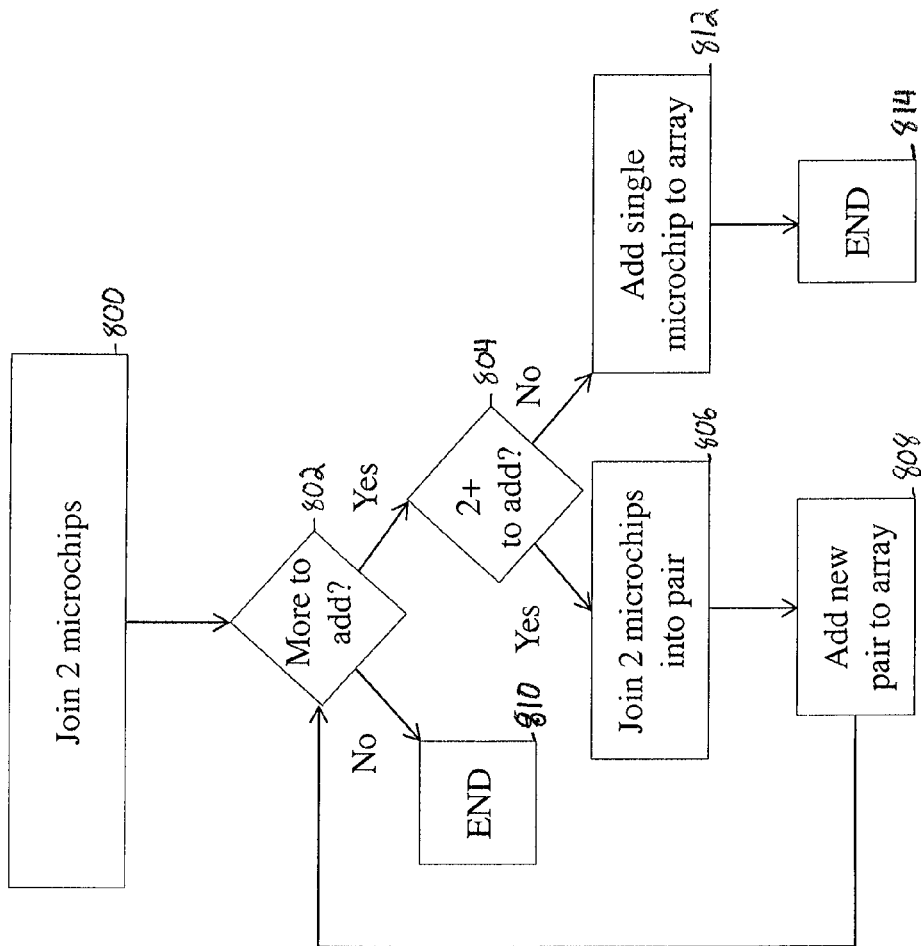 Join 2 microchips
800
More to
add?
802
Yes
No
2+
to add?
804
END
810
Yes
No
Join 2 microchips
into pair
806
Add single
microchip to array
812
Add new
pair to array
808
END
814